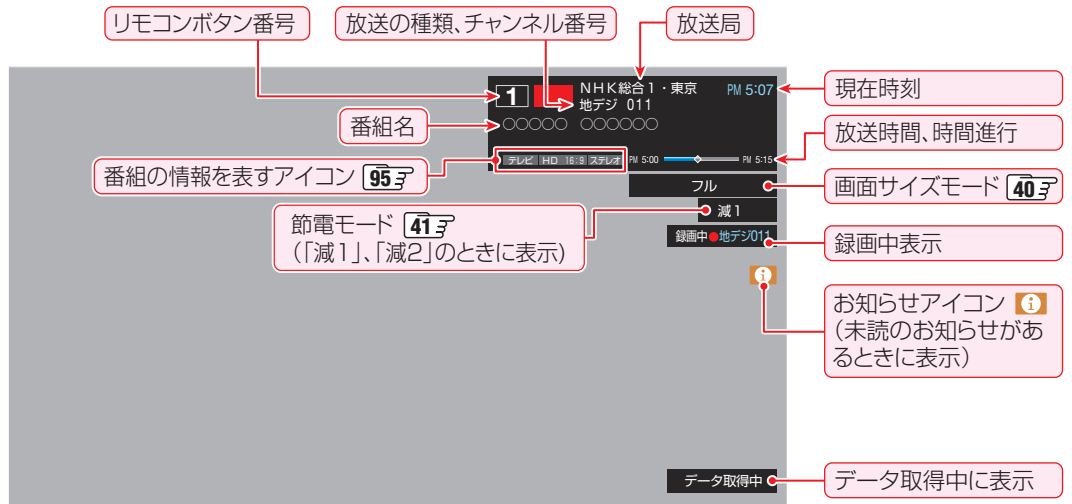 リモコンボタン番号
放送の種類、チャンネル番号
放送局
1
NHK総合1・東京
PM 5:07
現在時刻
地デジ 011
番組名
○○○○○ ○○○○○○
放送時間、時間進行
テレビ HD 16:9 ステレオ
PM 5:00
PM 5:15
番組の情報を表すアイコン 95
フル
画面サイズモード 40
減1
節電モード 41
(「減1」、「減2」のときに表示)
録画中●地デジ011
録画中表示
お知らせアイコン
(未読のお知らせがあ
るときに表示)
データ取得中
データ取得中に表示